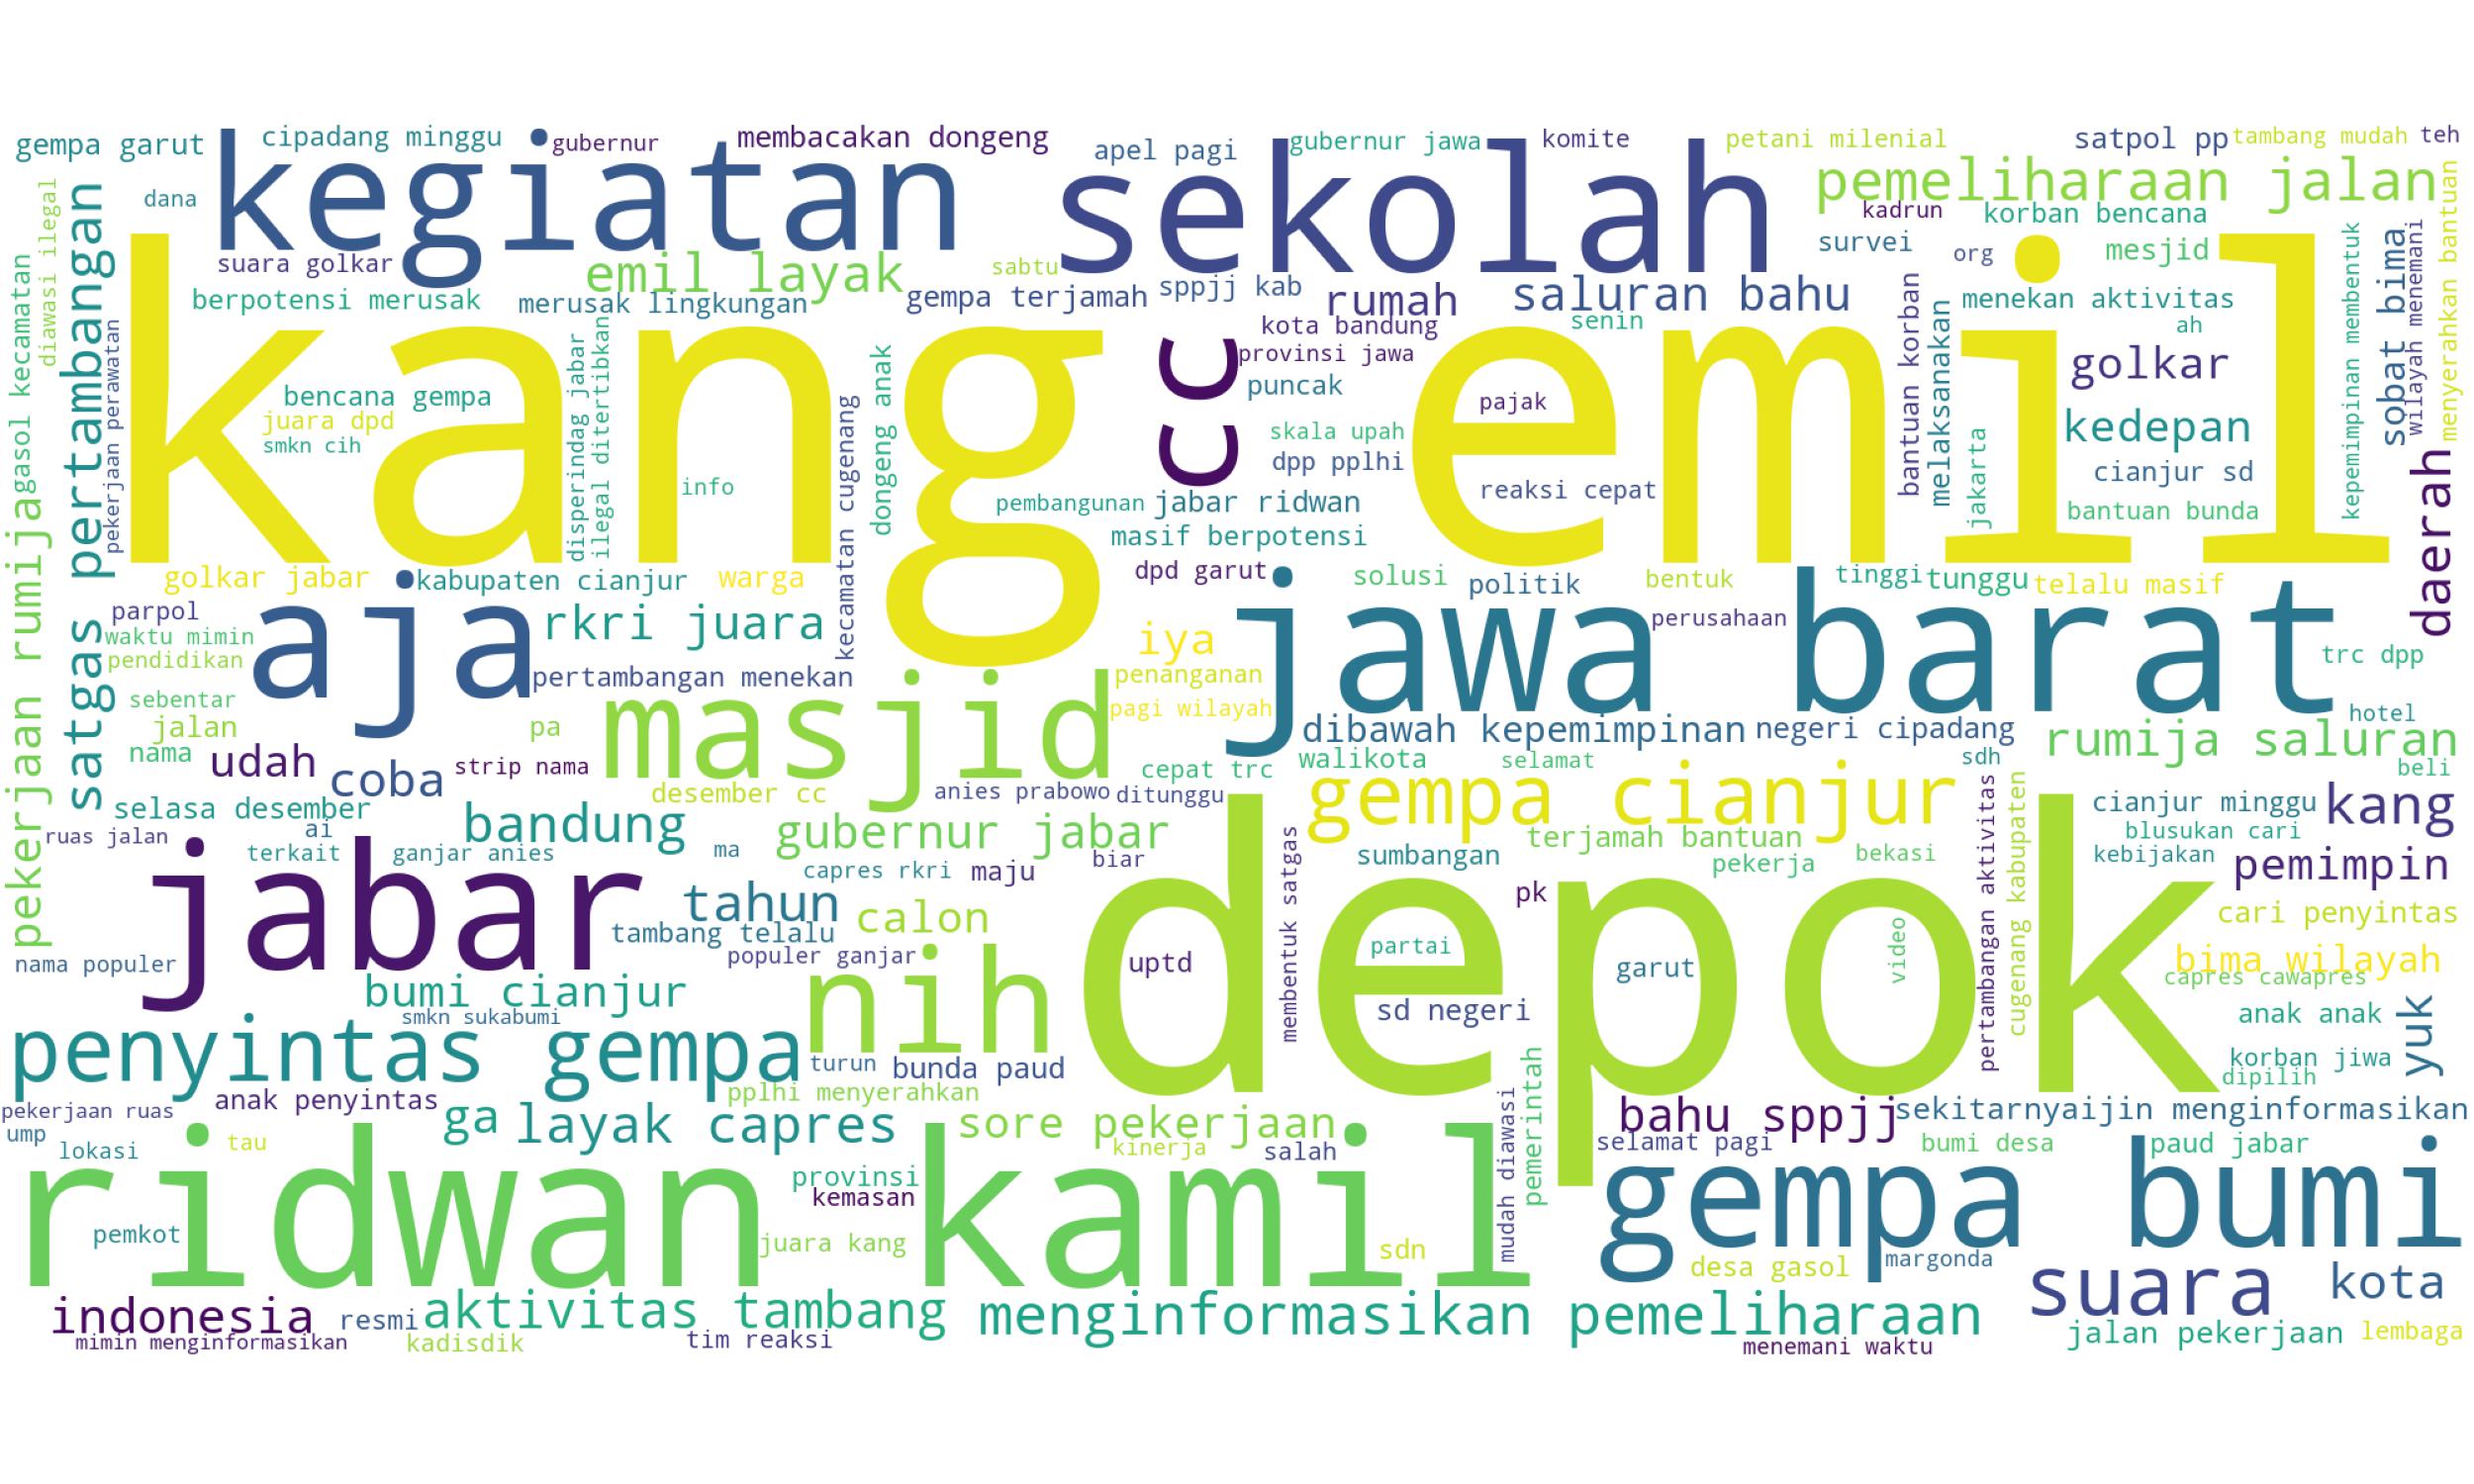 gempa garut
cipadang minggu
gubernur
membacakan dongeng
apel pagi
gubernur jawa
komite
petani milenial
satpol pp
tambang mudah
teh
kegiatan
sekolah
pemeliharaan jalan
dana
kadrun
korban bencana
survei
org
mesjid
suara golkar
emil layak
sabtu
berpotensi merusak
merusak lingkungan
gempa terjamah
sppjj kab
rumah
saluran bahu
menekan aktivitas
senin
ah
kota bandung
provinsi jawa
puncak
golkar
kang emil
cc
bencana gempa
juara dpd
smkn cih
info
pajak
skala upah
dpp pplhi
kedepan
cianjur sd
reaksi cepat
bantuan bunda
pembangunan
jabar ridwan
masif berpotensi
diawasi ilegal
gasol kecamatan
satgas pertambangan
pekerjaan perawatan
pekerjaan rumija
disperindag jabar
ilegal ditertibkan
kecamatan cugenang
dongeng anak
bantuan korban
melaksanakan
jakarta
kepemimpinan membentuk
sobat bima
wilayah menemani
menyerahkan bantuan
daerah
golkar jabar
kabupaten cianjur
warga
dpd garut
solusi
politik
bentuk
tinggi
tunggu
telalu masif
parpol
waktu mimin
pendidikan
aja
rkri juara
iya
jawa barat
perusahaan
trc dpp
pertambangan menekan
penanganan
sebentar
jalan
pa
masjid
pagi wilayah
dibawah kepemimpinan
negeri cipadang
hotel
nama
udah
coba
strip nama
cepat trc
walikota
selamat
sdh
rumija saluran
beli
selasa desember
desember cc
anies prabowo
ditunggu
gempa cianjur
cianjur minggu
kang
ruas jalan
ai
bandung
gubernur jabar
terjamah bantuan
blusukan cari
terkait
ganjar anies
ma
biar
sumbangan
pekerja
bekasi
kebijakan
pemimpin
jabar
capres rkri
maju
tahun
calon
pk
cari penyintas
tambang telalu
populer ganjar
nama populer
nih
uptd
depok
partai
garut
video
membentuk satgas
pertambangan aktivitas
cugenang kabupaten
bima wilayah
capres cawapres
bumi cianjur
smkn sukabumi
sd negeri
anak anak
yuk
penyintas gempa
turun
bunda paud
korban jiwa
dipilih
pplhi menyerahkan
pekerjaan ruas
anak penyintas
ga
layak capres
sore pekerjaan
bahu sppjj
sekitarnyaijin menginformasikan
ump
lokasi
tau
kinerja
salah
selamat pagi
bumi desa
paud jabar
mudah diawasi
pemerintah
ridwan kamil
provinsi
kemasan
gempa bumi
pemkot
juara kang
sdn
desa gasol
margonda
suara
kota
indonesia
resmi
aktivitas tambang
menginformasikan pemeliharaan
mimin menginformasikan
kadisdik
tim reaksi
menemani waktu
jalan pekerjaan
lembaga